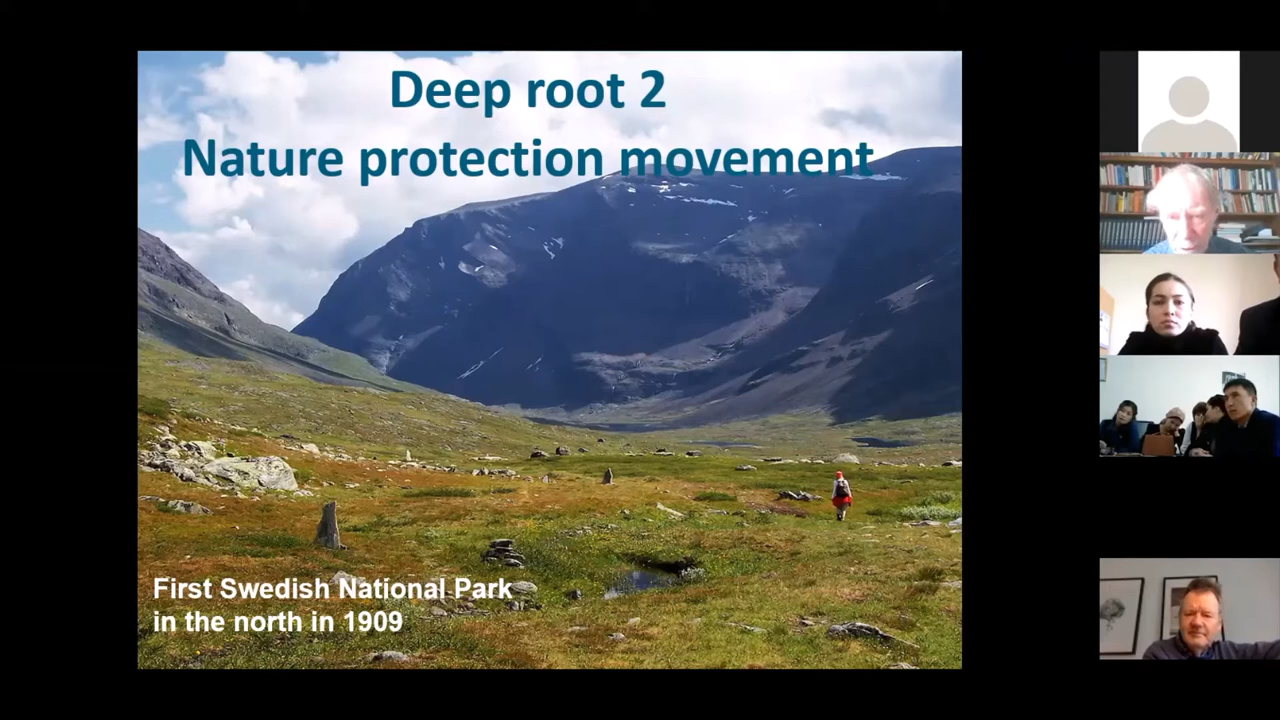 Deep root 2
Nature protection movement
First Swedish National Park
in the north in 1909